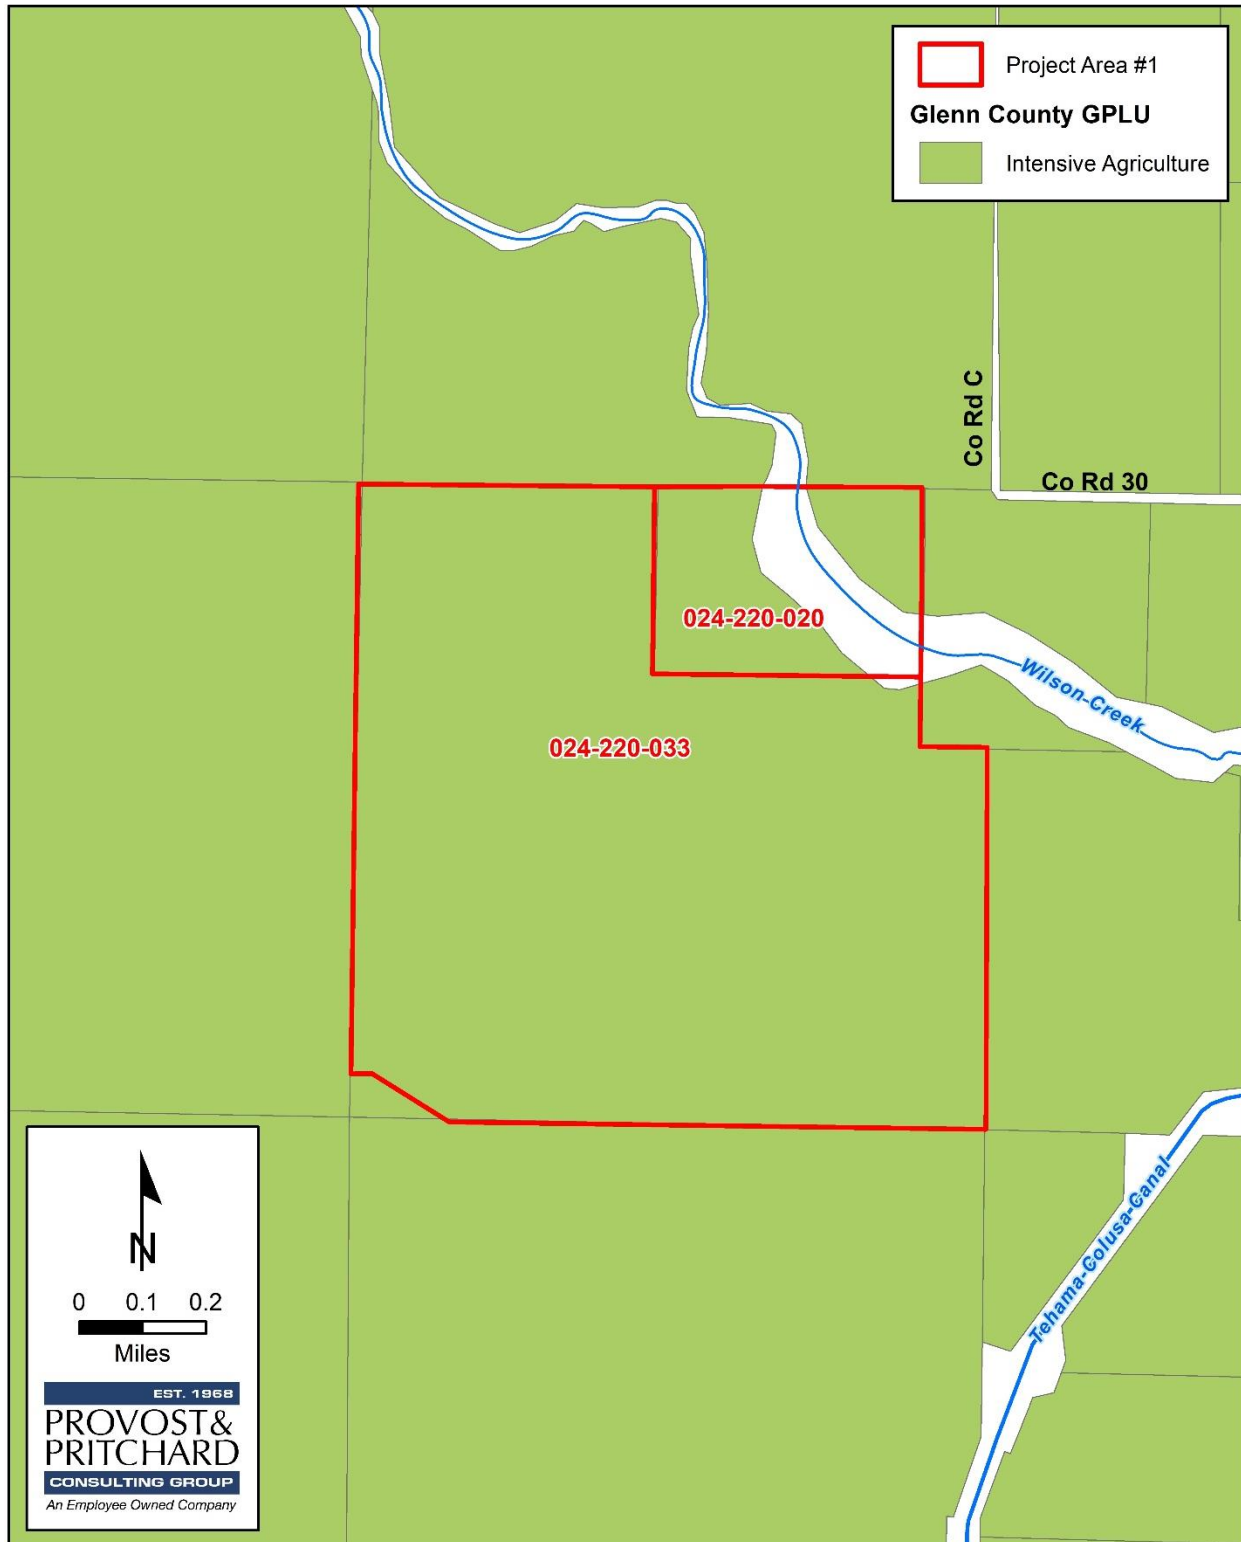 Project Area #1
Glenn County GPLU
Intensive Agriculture
Co Rd C
Co Rd 30
024-220-020
Wilson-Creek
024-220-033
Tehama-Colusa-Canal
N
0 0.1 0.2
Miles
EST. 1968
PROVOST&
PRITCHARD
CONSULTING GROUP
An Employee Owned Company